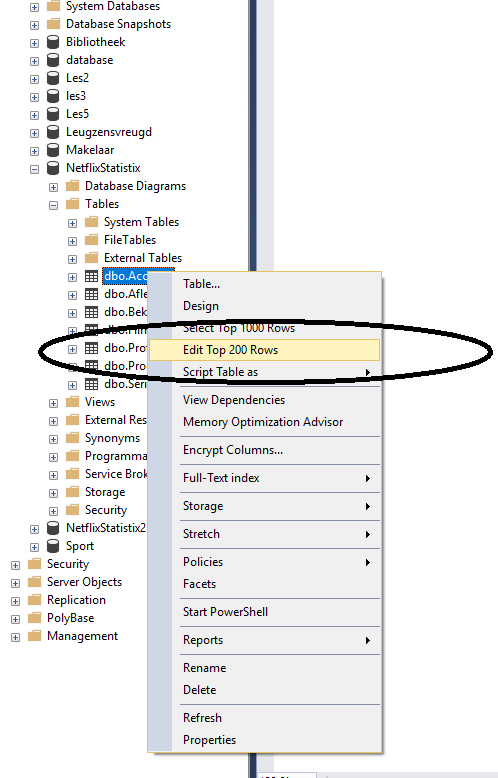 System Databases
Database Snapshots
Bibliotheek
database
Les2
les3
Les5
Leugzensvreugd
Makelaar
NetflixStatistix
Database Diagrams
Tables
System Tables
FileTables
External Tables
dbo.Acc
dbo.Afle
dbo.Bek
dbo.Film
dbo.Prof
dbo.Pro
dbo.Seri
Views
External Res
Synonyms
Programma
Service Brok
Storage
Security
NetflixStatistix2
Sport
Security
Server Objects
Replication
PolyBase
Management
Table...
Design
Select Top 1000 Rows
Edit Top 200 Rows
Script Table as
View Dependencies
Memory Optimization Advisor
Encrypt Columns...
Full-Text index
Storage
Stretch
Policies
Facets
Start PowerShell
Reports
Rename
Delete
Refresh
Properties